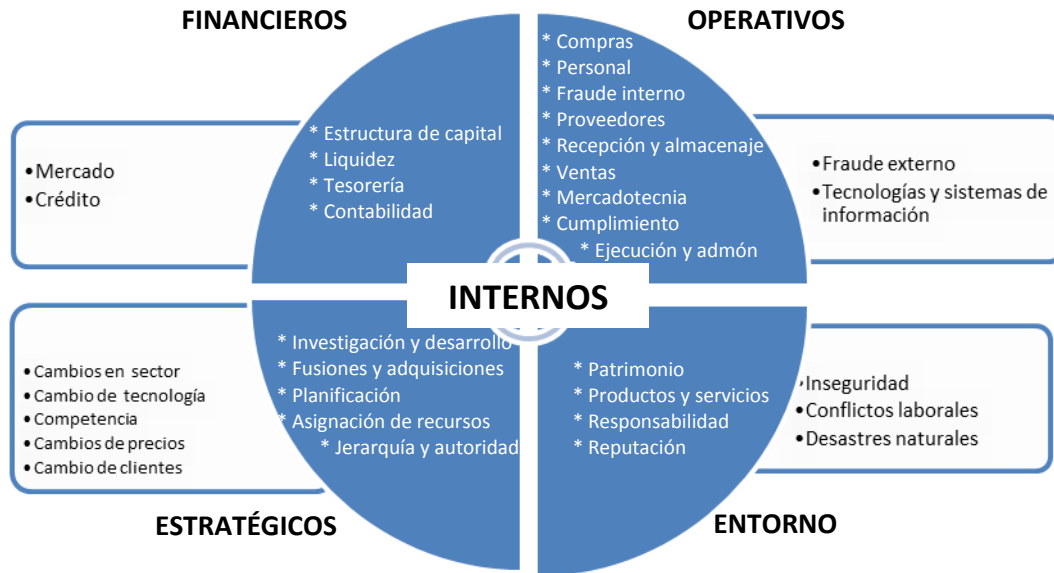 FINANCIEROS
• Mercado
• Crédito
* Estructura de capital
* Liquidez
* Tesorería
* Contabilidad
OPERATIVOS
* Compras
* Personal
* Fraude interno
* Proveedores
* Recepción y almacenaje
* Ventas
* Mercadotecnia
* Cumplimiento
* Ejecución y admón
• Fraude externo
• Tecnologías y sistemas de
información
INTERNOS
• Cambios en sector
• Cambio de tecnología
• Competencia
• Cambios de precios
• Cambio de clientes
* Investigación y desarrollo
* Fusiones y adquisiciones
* Planificación
* Asignación de recursos
* Jerarquía y autoridad
ESTRATÉGICOS
* Patrimonio
* Productos y servicios
* Responsabilidad
* Reputación
• Inseguridad
• Conflictos laborales
• Desastres naturales
ENTORNO